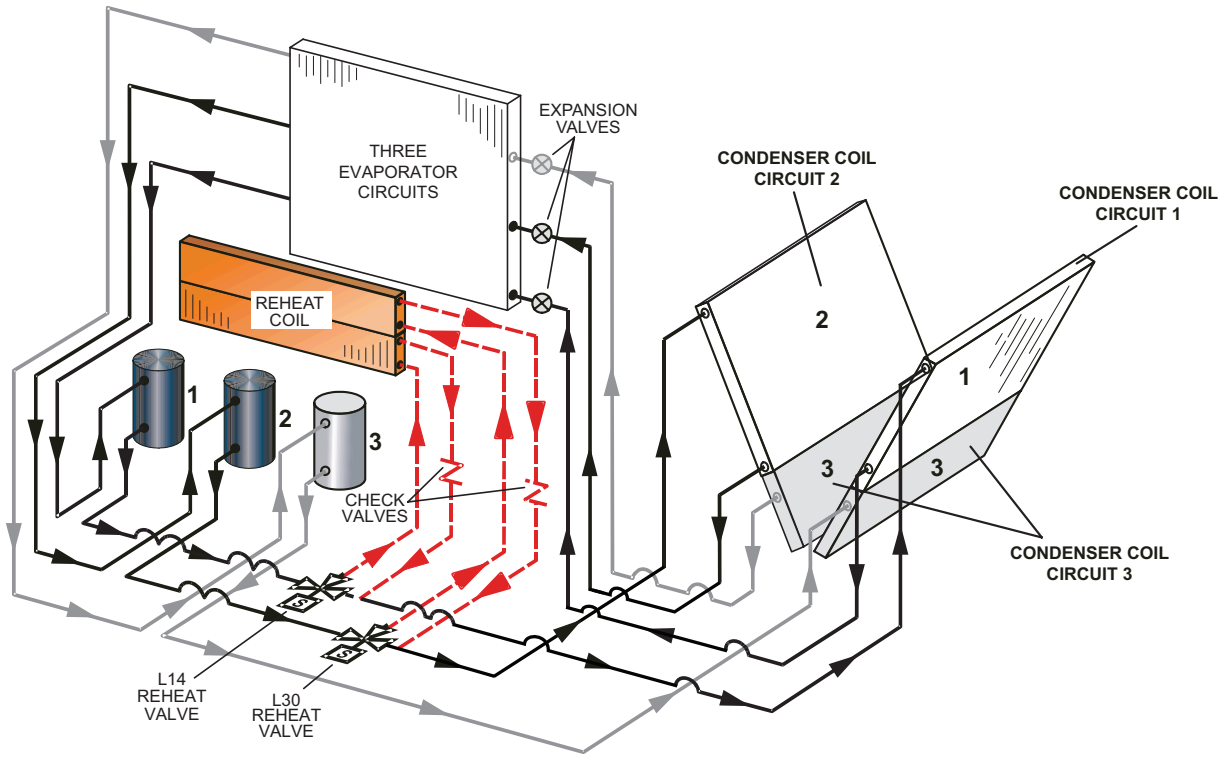 EXPANSION
VALVES
THREE
EVAPORATOR
CIRCUITS
CONDENSER COIL
CIRCUIT 2
CONDENSER COIL
CIRCUIT 1
REHEAT
COIL
2
1
1
2
3
3
3
CHECK
VALVES
CONDENSER COIL
CIRCUIT 3
S
S
L14
REHEAT
VALVE
L30
REHEAT
VALVE